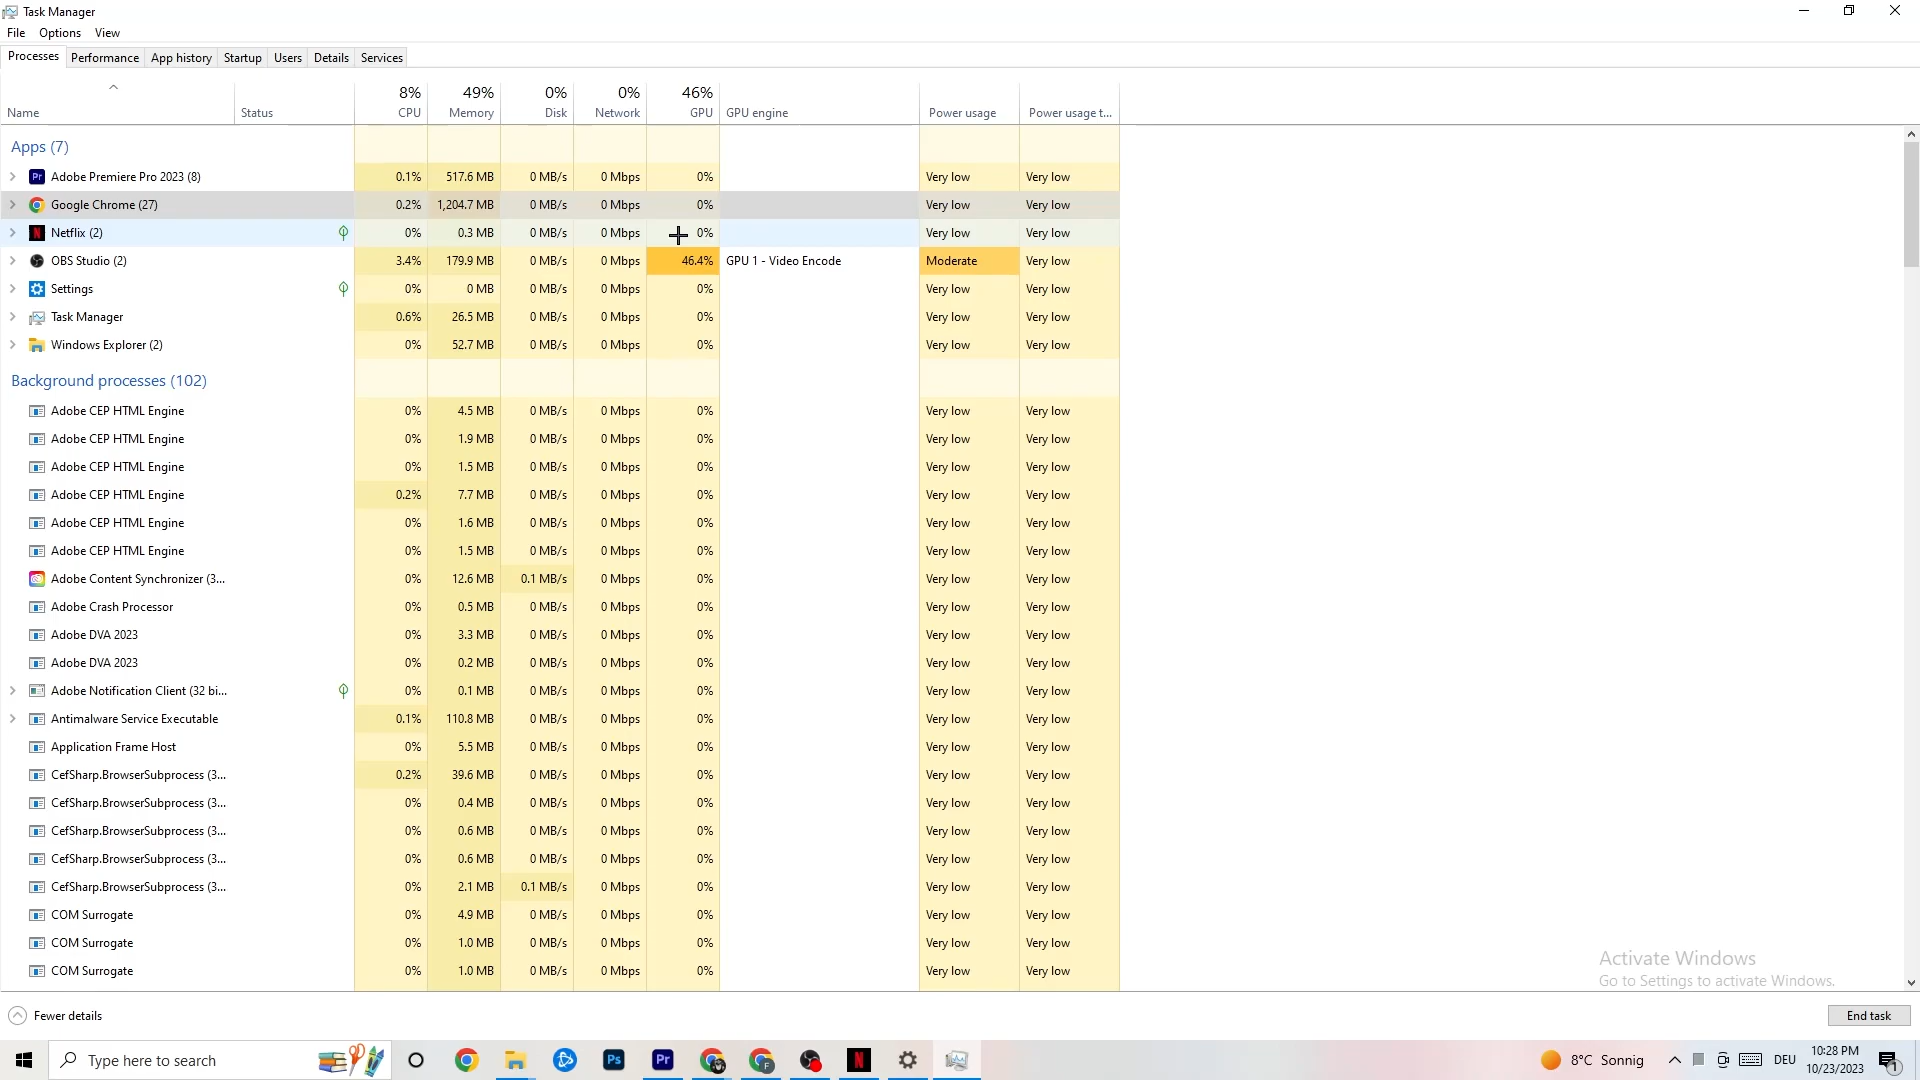 Task Manager
File Options View
Processes Performance App history Startup Users Details Services
8% 49% 0% 0% 46%
Name Status CPU Memory Disk Network GPU GPU engine Power usage Power usage t...
Apps (7)
Pr Adobe Premiere Pro 2023 (8) 0.1% 517.6 MB 0 MB/s 0 Mbps 0% Very low Very low
Google Chrome (27) 0.2% 1,204.7 MB 0 MB/s 0 Mbps 0% Very low Very low
N Netflix (2) 0% 0.3 MB 0 MB/s 0 Mbps 0% Very low Very low
OBS Studio (2) 3.4% 179.9 MB 0 MB/s 0 Mbps 46.4% GPU 1 - Video Encode Moderate Very low
Settings 0% 0 MB 0 MB/s 0 Mbps 0% Very low Very low
Task Manager 0.6% 26.5 MB 0 MB/s 0 Mbps 0% Very low Very low
Windows Explorer (2) 0% 52.7 MB 0 MB/s 0 Mbps 0% Very low Very low
Background processes (102)
Adobe CEP HTML Engine 0% 4.5 MB 0 MB/s 0 Mbps 0% Very low Very low
Adobe CEP HTML Engine 0% 1.9 MB 0 MB/s 0 Mbps 0% Very low Very low
Adobe CEP HTML Engine 0% 1.5 MB 0 MB/s 0 Mbps 0% Very low Very low
Adobe CEP HTML Engine 0.2% 7.7 MB 0 MB/s 0 Mbps 0% Very low Very low
Adobe CEP HTML Engine 0% 1.6 MB 0 MB/s 0 Mbps 0% Very low Very low
Adobe CEP HTML Engine 0% 1.5 MB 0 MB/s 0 Mbps 0% Very low Very low
Adobe Content Synchronizer (3... 0% 12.6 MB 0.1 MB/s 0 Mbps 0% Very low Very low
Adobe Crash Processor 0% 0.5 MB 0 MB/s 0 Mbps 0% Very low Very low
Adobe DVA 2023 0% 3.3 MB 0 MB/s 0 Mbps 0% Very low Very low
Adobe DVA 2023 0% 0.2 MB 0 MB/s 0 Mbps 0% Very low Very low
Adobe Notification Client (32 bi... 0% 0.1 MB 0 MB/s 0 Mbps 0% Very low Very low
Antimalware Service Executable 0.1% 110.8 MB 0 MB/s 0 Mbps 0% Very low Very low
Application Frame Host 0% 5.5 MB 0 MB/s 0 Mbps 0% Very low Very low
CefSharp.BrowserSubprocess (3... 0.2% 39.6 MB 0 MB/s 0 Mbps 0% Very low Very low
CefSharp.BrowserSubprocess (3... 0% 0.4 MB 0 MB/s 0 Mbps 0% Very low Very low
CefSharp.BrowserSubprocess (3... 0% 0.6 MB 0 MB/s 0 Mbps 0% Very low Very low
CefSharp.BrowserSubprocess (3... 0% 0.6 MB 0 MB/s 0 Mbps 0% Very low Very low
CefSharp.BrowserSubprocess (3... 0% 2.1 MB 0.1 MB/s 0 Mbps 0% Very low Very low
COM Surrogate 0% 4.9 MB 0 MB/s 0 Mbps 0% Very low Very low
COM Surrogate 0% 1.0 MB 0 MB/s 0 Mbps 0% Very low Very low
COM Surrogate 0% 1.0 MB 0 MB/s 0 Mbps 0% Very low Very low
Activate Windows
Go to Settings to activate Windows.
Fewer details End task
Type here to search Ps Pr F N 8°C Sonnig DEU 10:28 PM
10/23/2023 1